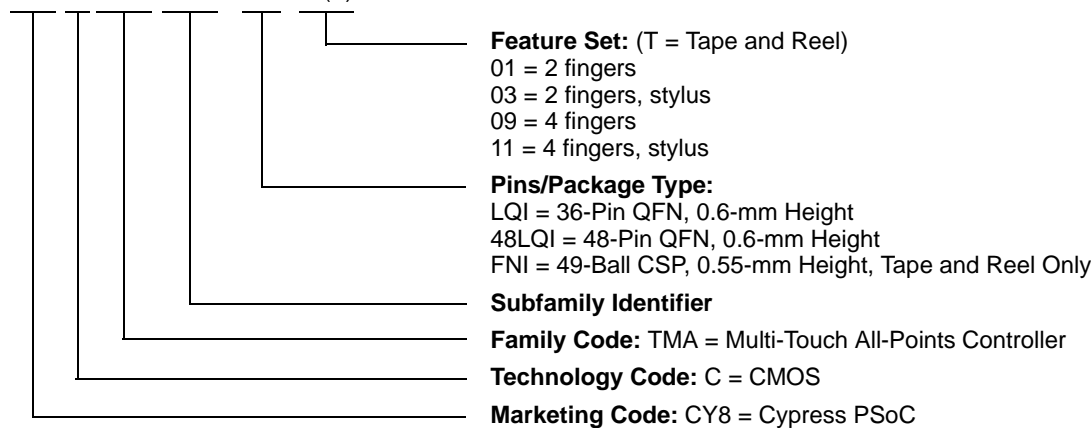 Feature Set: (T = Tape and Reel)
01 = 2 fingers
03 = 2 fingers, stylus
09 = 4 fingers
11 = 4 fingers, stylus
Pins/Package Type:
LQI = 36-Pin QFN, 0.6-mm Height
48LQI = 48-Pin QFN, 0.6-mm Height
FNI = 49-Ball CSP, 0.55-mm Height, Tape and Reel Only
Subfamily Identifier
Family Code: TMA = Multi-Touch All-Points Controller
Technology Code: C = CMOS
Marketing Code: CY8 = Cypress PSoC